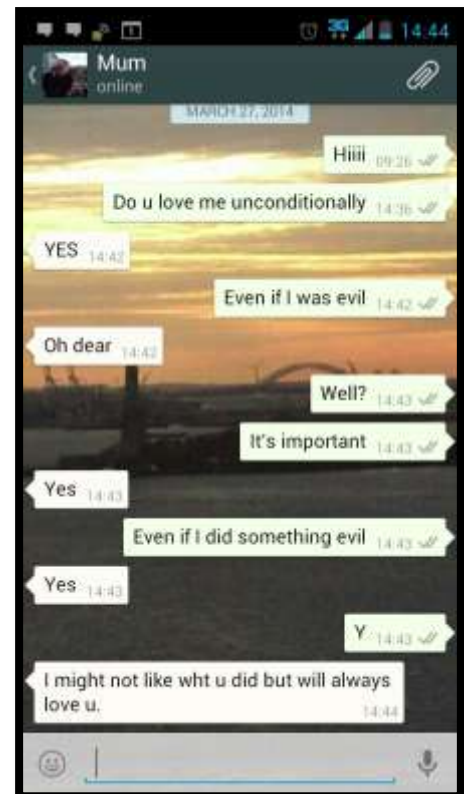 14.44
Mum
online
MARCH 27, 2014
Hiiii 09:26
Do u love me unconditionally 14:36
YES 14:42
Even if I was evil 14:42
Oh dear 14:42
Well? 14:43
It's important 14:43
Yes 14:43
Even if I did something evil 14:43
Yes 14:43
Y 14:43
I might not like wht u did but will always
love u. 14:44